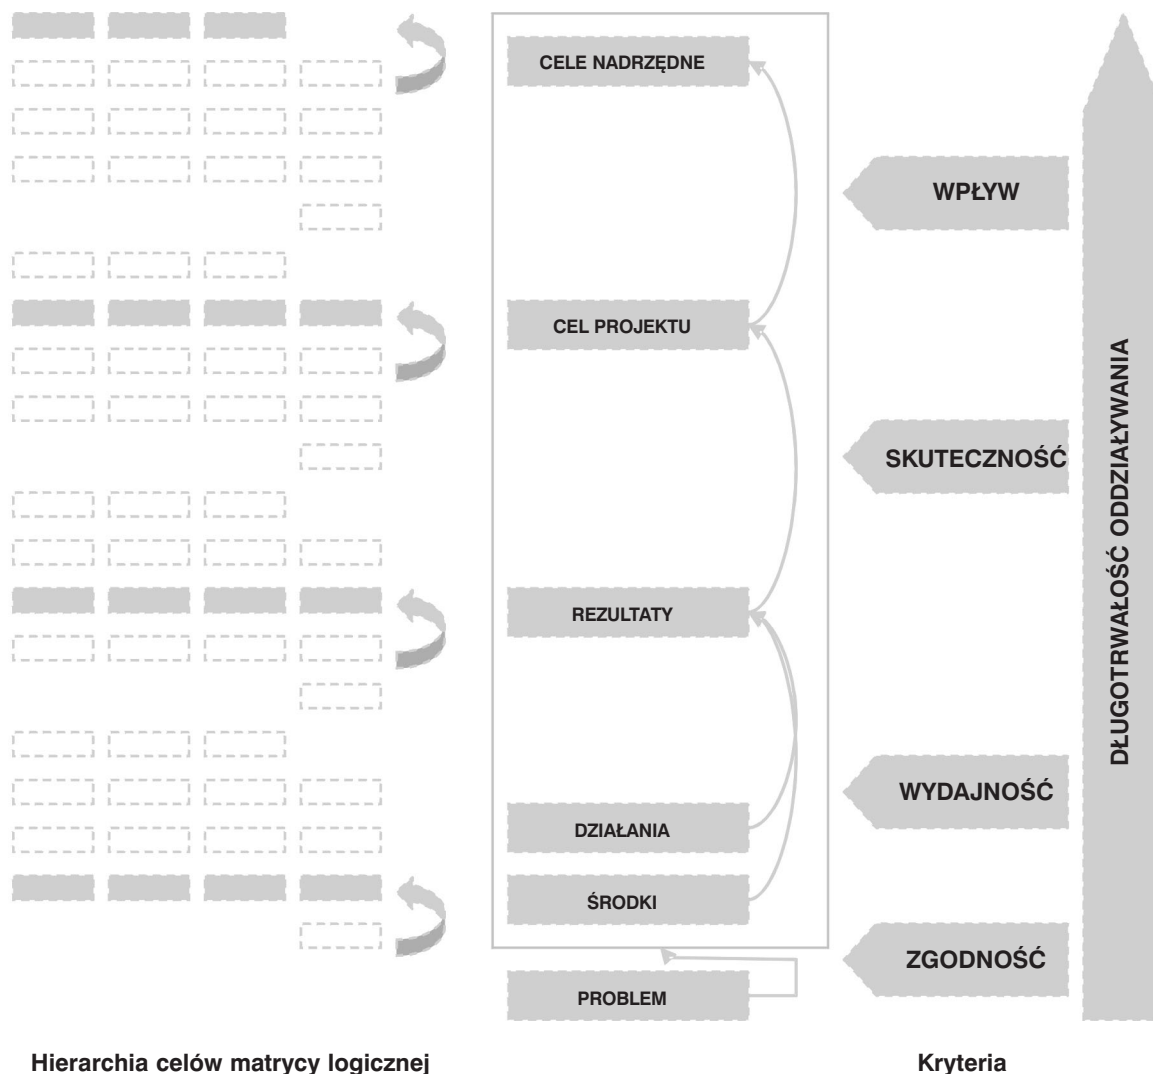 CELE NADRZĘDNE
WPŁYW
CEL PROJEKTU
SKUTECZNOŚĆ
DŁUGOTRWAŁOŚĆ ODDZIAŁYWANIA
REZULTATY
WYDAJNOŚĆ
DZIAŁANIA
ŚRODKI
ZGODNOŚĆ
PROBLEM
Hierarchia celów matrycy logicznej
Kryteria